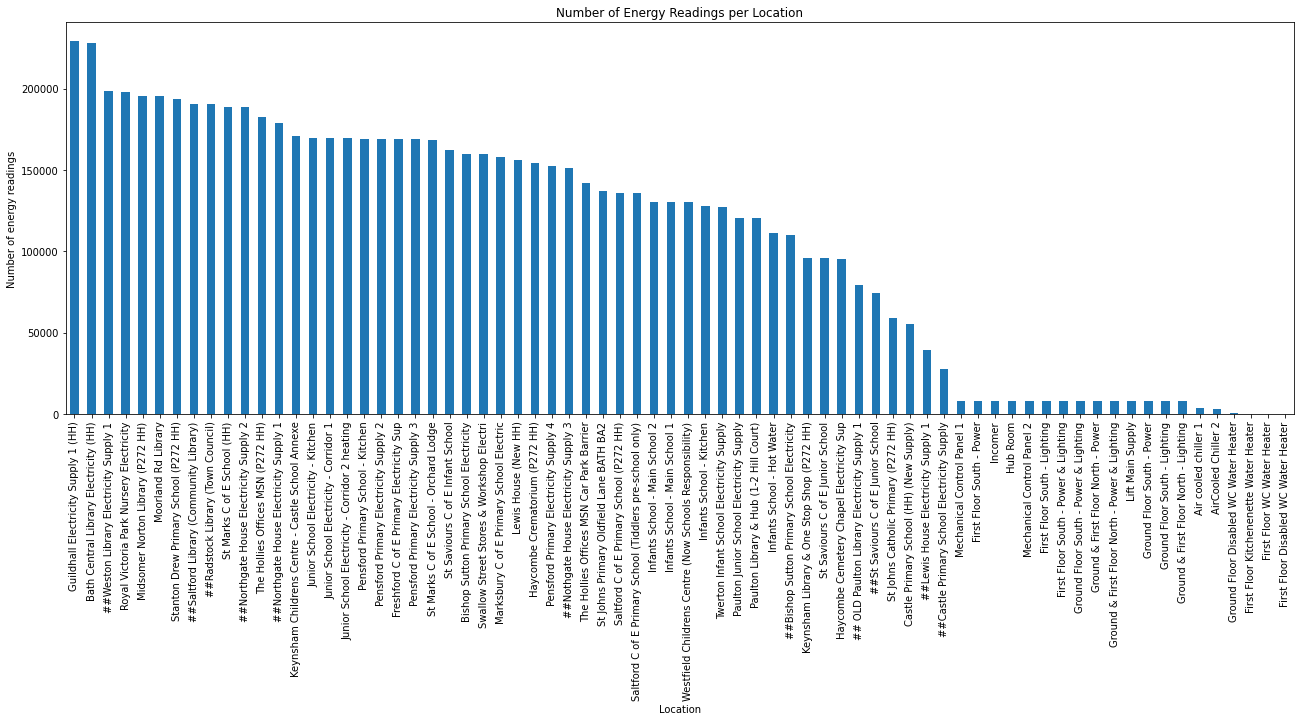 Number of Energy Readings per Location
Number of energy readings
200000
150000
100000
50000
0
Guildhall Electricity Supply 1 (HH)
Bath Central Library Electricity (HH)
##Weston Library Electricity Supply 1
Royal Victoria Park Nursery Electricity
Midsomer Norton Library (P272 HH)
Moorland Rd Library
Stanton Drew Primary School (P272 HH)
##Saltford Library (Community Library)
##Radstock Library (Town Council)
St Marks C of E School (HH)
##Northgate House Electricity Supply 2
The Hollies Offices MSN (P272 HH)
##Northgate House Electricity Supply 1
Keynsham Childrens Centre - Castle School Annexe
Junior School Electricity - Kitchen
Junior School Electricity - Corridor 1
Junior School Electricity - Corridor 2 heating
Pensford Primary School - Kitchen
Pensford Primary Supply 2
Freshford C of E Primary Electricity Sup
Pensford Primary Supply 3
St Marks C of E School - Orchard Lodge
St Saviours C of E Infant School
Bishop Sutton Primary School Electricity
Swallow Street Stores & Workshop Electri
Marksbury C of E Primary School Electric
Lewis House (New HH)
Haycombe Crematorium (P272 HH)
Pensford Primary Supply 4
##Nothgate House Electricity Supply 3
The Hollies Offices MSN Car Park Barrier
St Johns Primary Oldfield Lane BATH BA2
Saltford C of E Primary School (P272 HH)
Saltford C of E Primary School (Tiddlers pre-school only)
Infants School - Main School 2
Infants School - Main School 1
Westfield Childrens Centre (Now Schools Responsibility)
Infants School - Kitchen
Twerton Infant School Electricity Supply
Paulton Junior School Electricity Supply
Paulton Library & Hub (1-2 Hill Court)
Infants School - Hot Water
##Bishop Sutton Primary School Electricity
Keynsham Library & One Stop Shop (P272 HH)
St Saviours C of E Junior School
Haycombe Cemetery Chapel Electricity Sup
## OLD Paulton Library Electricity Supply 1
##St Saviours C of E Junior School
St Johns Catholic Primary (P272 HH)
Castle Primary School (HH) (New Supply)
##Lewis House Electricity Supply 1
##Castle Primary School Electricity Supply
Mechanical Control Panel 1
First Floor South - Power
Incomer
Hub Room
Mechanical Control Panel 2
First Floor South - Lighting
First Floor South - Power & Lighting
Ground Floor South - Power & Lighting
Ground & First Floor North - Power
Ground & First Floor North - Power & Lighting
Lift Main Supply
Ground Floor South - Power
Ground Floor South - Lighting
Ground & First Floor North - Lighting
Air cooled chiller 1
AirCooled Chiller 2
Ground Floor Disabled WC Water Heater
First Floor Kitchenette Water Heater
First Floor WC Water Heater
First Floor Disabled WC Water Heater
Location